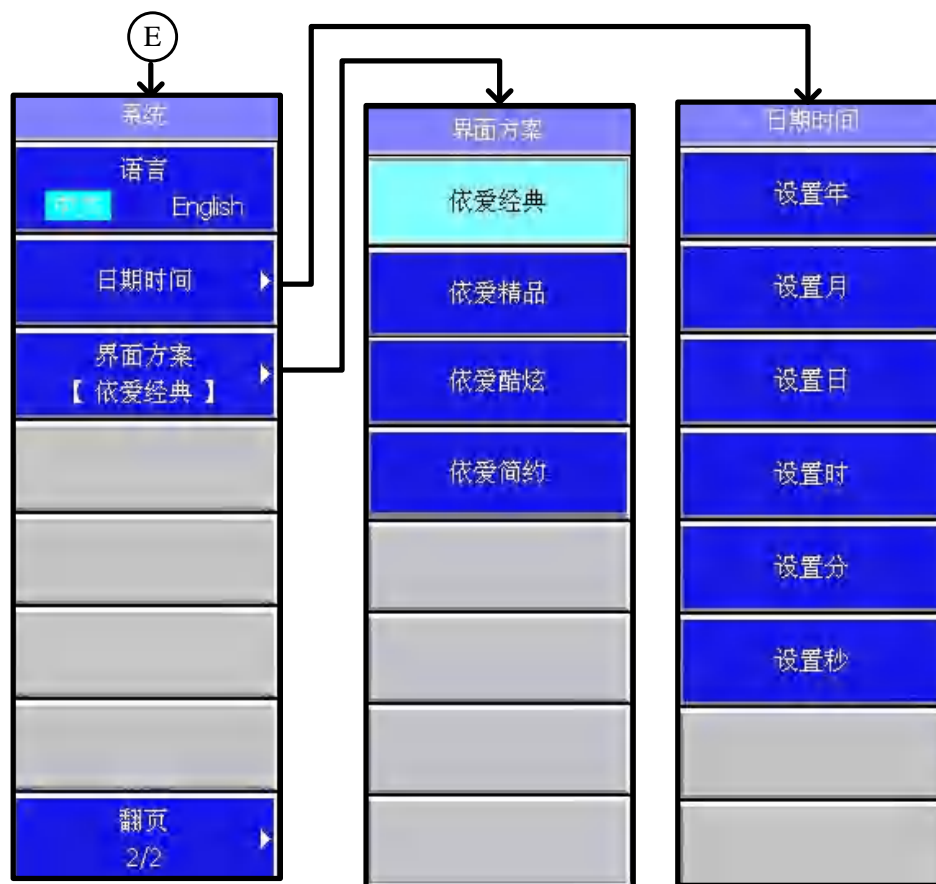 E
系统
语言
中文 English
日期时间
界面方案
【 依爱经典 】
翻页
2/2
界面方案
依爱经典
依爱精品
依爱酷炫
依爱简约
日期时间
设置年
设置月
设置日
设置时
设置分
设置秒